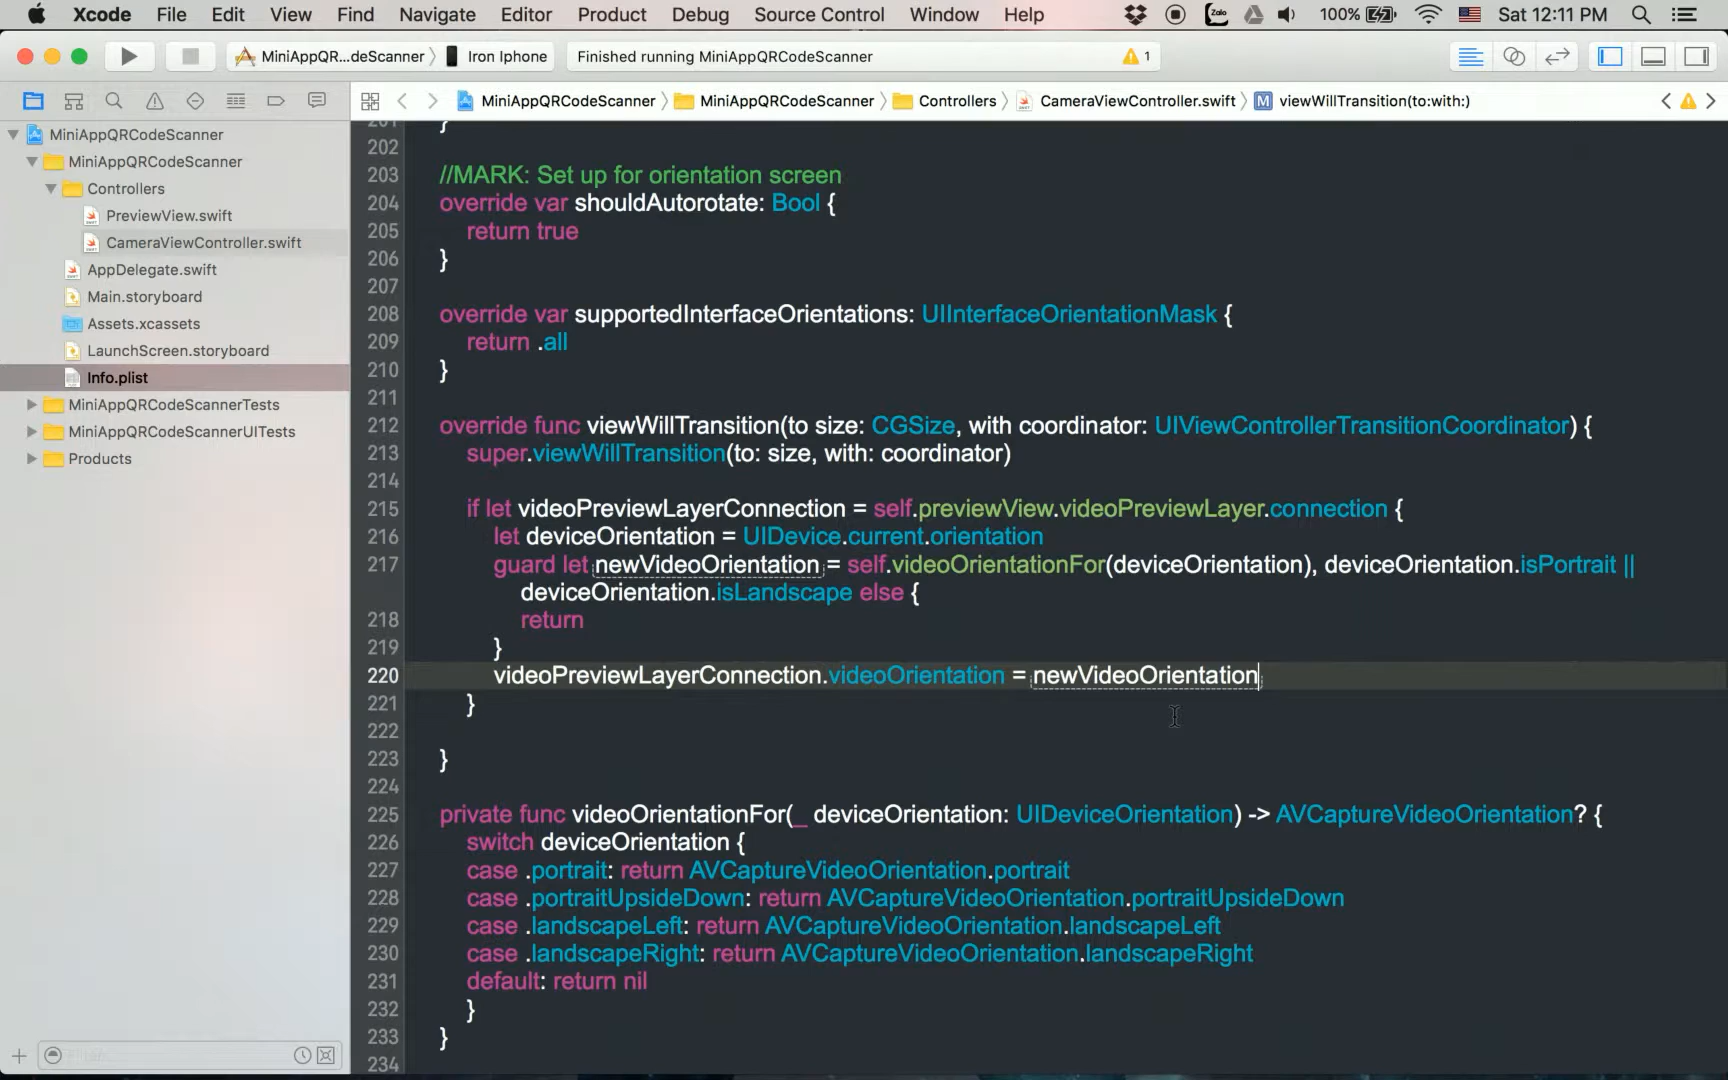 Xcode File Edit View Find Navigate Editor Product Debug Source Control Window Help Zalo 100% Sat 12:11 PM
MiniAppQR...deScanner Iron Iphone Finished running MiniAppQRCodeScanner 1
MiniAppQRCodeScanner MiniAppQRCodeScanner Controllers CameraViewController.swift M viewWillTransition(to:with:)
MiniAppQRCodeScanner
MiniAppQRCodeScanner
Controllers
PreviewView.swift
CameraViewController.swift
AppDelegate.swift
Main.storyboard
Assets.xcassets
LaunchScreen.storyboard
Info.plist
MiniAppQRCodeScannerTests
MiniAppQRCodeScannerUITests
Products
201 }
202
203 //MARK: Set up for orientation screen
204 override var shouldAutorotate: Bool {
205 return true
206 }
207
208 override var supportedInterfaceOrientations: UIInterfaceOrientationMask {
209 return .all
210 }
211
212 override func viewWillTransition(to size: CGSize, with coordinator: UIViewControllerTransitionCoordinator) {
213 super.viewWillTransition(to: size, with: coordinator)
214
215 if let videoPreviewLayerConnection = self.previewView.videoPreviewLayer.connection {
216 let deviceOrientation = UIDevice.current.orientation
217 guard let newVideoOrientation = self.videoOrientationFor(deviceOrientation), deviceOrientation.isPortrait ||
deviceOrientation.isLandscape else {
218 return
219 }
220 videoPreviewLayerConnection.videoOrientation = newVideoOrientation
221 }
222
223 }
224
225 private func videoOrientationFor(_ deviceOrientation: UIDeviceOrientation) -> AVCaptureVideoOrientation? {
226 switch deviceOrientation {
227 case .portrait: return AVCaptureVideoOrientation.portrait
228 case .portraitUpsideDown: return AVCaptureVideoOrientation.portraitUpsideDown
229 case .landscapeLeft: return AVCaptureVideoOrientation.landscapeLeft
230 case .landscapeRight: return AVCaptureVideoOrientation.landscapeRight
231 default: return nil
232 }
233 }
234